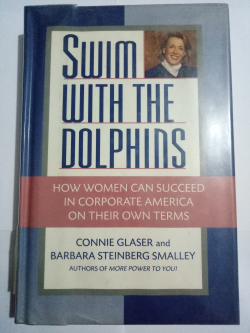 SWIM
WITH THE
DOLPHINS
HOW WOMEN CAN SUCCEED
IN CORPORATE AMERICA
ON THEIR OWN TERMS
CONNIE GLASER and
BARBARA STEINBERG SMALLEY
AUTHORS OF MORE POWER TO YOU!